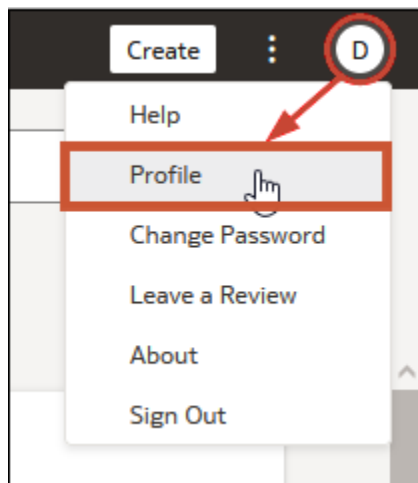 Create
D
Help
Profile
Change Password
Leave a Review
About
Sign Out